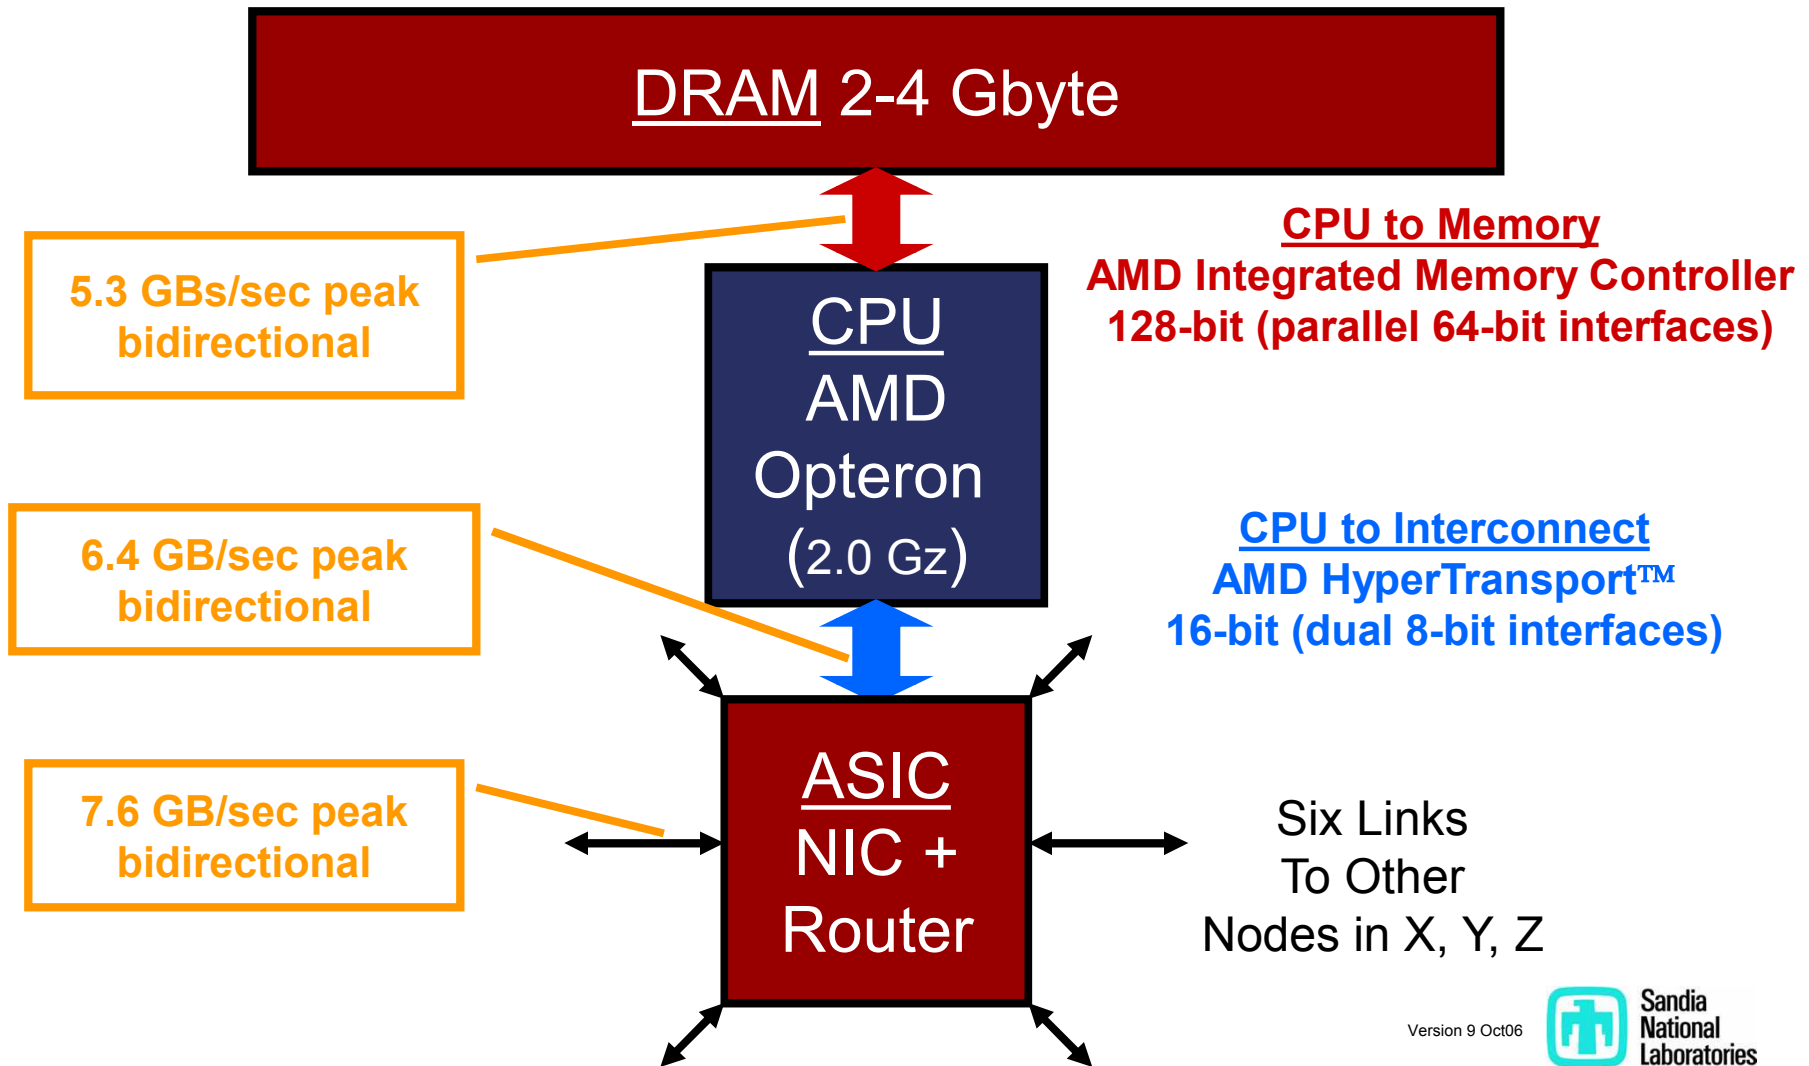 DRAM 2-4 Gbyte
5.3 GBs/sec peak
bidirectional
CPU to Memory
AMD Integrated Memory Controller
128-bit (parallel 64-bit interfaces)
CPU
AMD
Opteron
(2.0 Gz)
6.4 GB/sec peak
bidirectional
CPU to Interconnect
AMD HyperTransport™
16-bit (dual 8-bit interfaces)
7.6 GB/sec peak
bidirectional
ASIC
NIC +
Router
Six Links
To Other
Nodes in X, Y, Z
Version 9 Oct06
Sandia
National
Laboratories